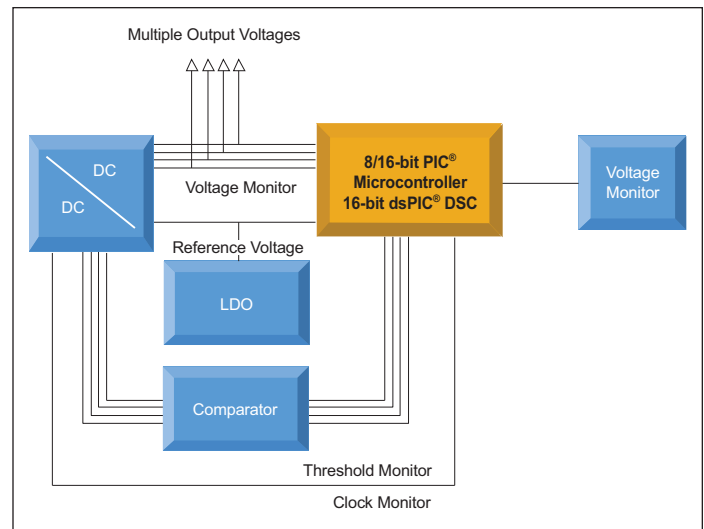 Multiple Output Voltages
DC
DC
8/16-bit PIC®
Microcontroller
16-bit dsPIC® DSC
Voltage
Monitor
Voltage Monitor
Reference Voltage
LDO
Comparator
Threshold Monitor
Clock Monitor